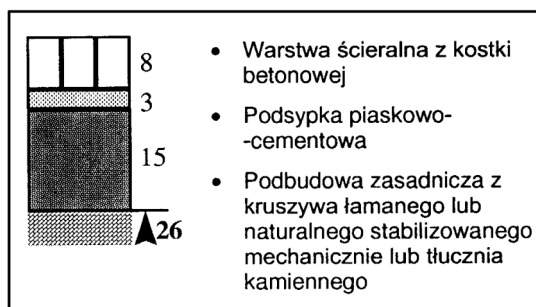 8
3
15
26
• Warstwa ścieralna z kostki
betonowej
• Podsypka piaskowo-
-cementowa
• Podbudowa zasadnicza z
kruszywa łamanego lub
naturalnego stabilizowanego
mechanicznie lub tłucznia
kamiennego